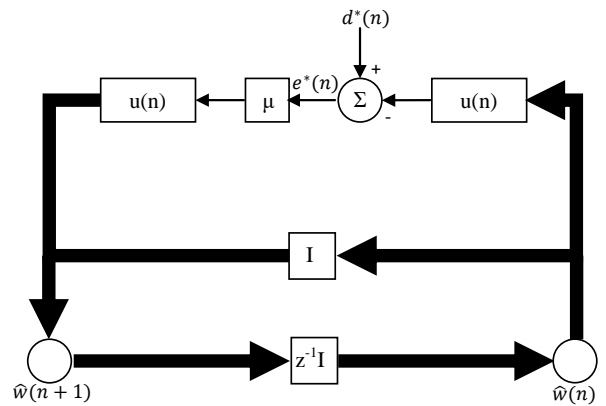 d*(n)
+
e*(n)
u(n)
μ
Σ
u(n)
-
I
z⁻¹I
ŵ(n + 1)
ŵ(n)